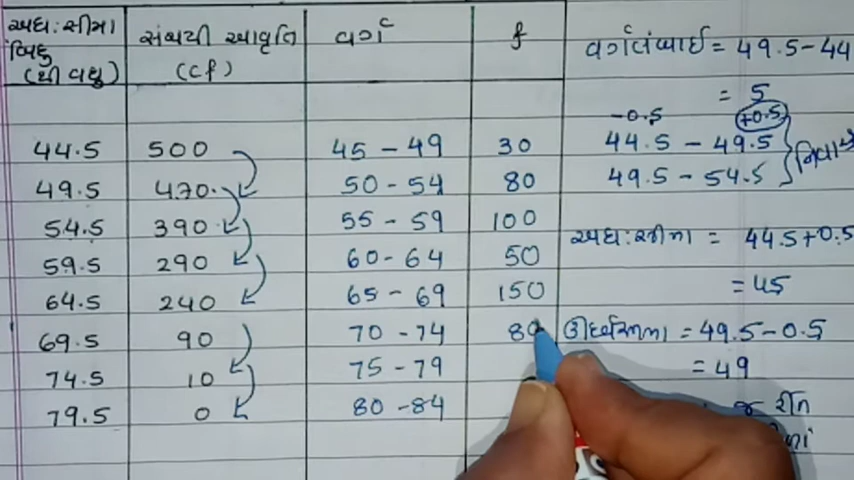 અધ:સીમા બિંદુ (થી વધુ) | સંચયી આવૃત્તિ (cf) | વર્ગ | f
44.5 | 500 | 45 - 49 | 30
49.5 | 470. | 50 - 54 | 80
54.5 | 390 | 55 - 59 | 100
59.5 | 290 | 60 - 64 | 50
64.5 | 240 | 65 - 69 | 150
69.5 | 90 | 70 - 74 | 80
74.5 | 10 | 75 - 79
79.5 | 0 | 80 - 84
વર્ગલંબાઈ = 49.5 - 44
= 5
-0.5 +0.5
44.5 - 49.5
49.5 - 54.5
અધ:સીમા = 44.5+0.5
= 45
ઊર્ધ્વસીમા = 49.5-0.5
= 49